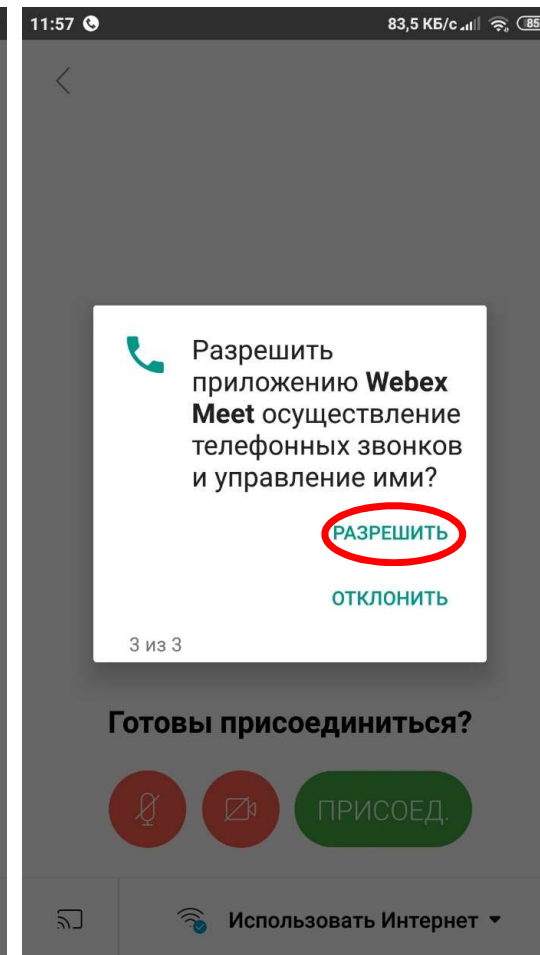 11:57 83,5 КБ/с 85
Разрешить
приложению Webex
Meet осуществление
телефонных звонков
и управление ими?
РАЗРЕШИТЬ
ОТКЛОНИТЬ
3 из 3
Готовы присоединиться?
ПРИСОЕД.
Использовать Интернет